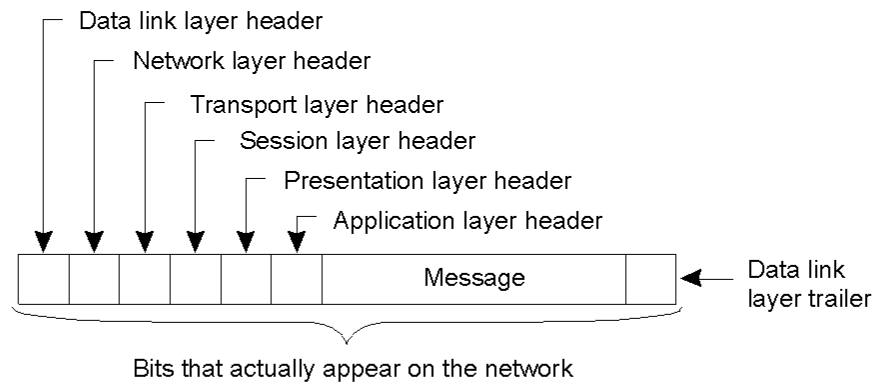 Data link layer header
Network layer header
Transport layer header
Session layer header
Presentation layer header
Application layer header
Message
Data link
layer trailer
Bits that actually appear on the network